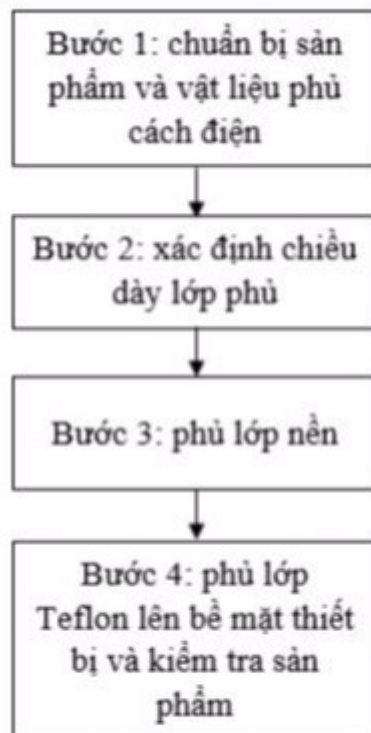 Bước 1: chuẩn bị sản
phẩm và vật liệu phủ
cách điện
Bước 2: xác định chiều
dày lớp phủ
Bước 3: phủ lớp nền
Bước 4: phủ lớp
Teflon lên bề mặt thiết
bị và kiểm tra sản
phẩm